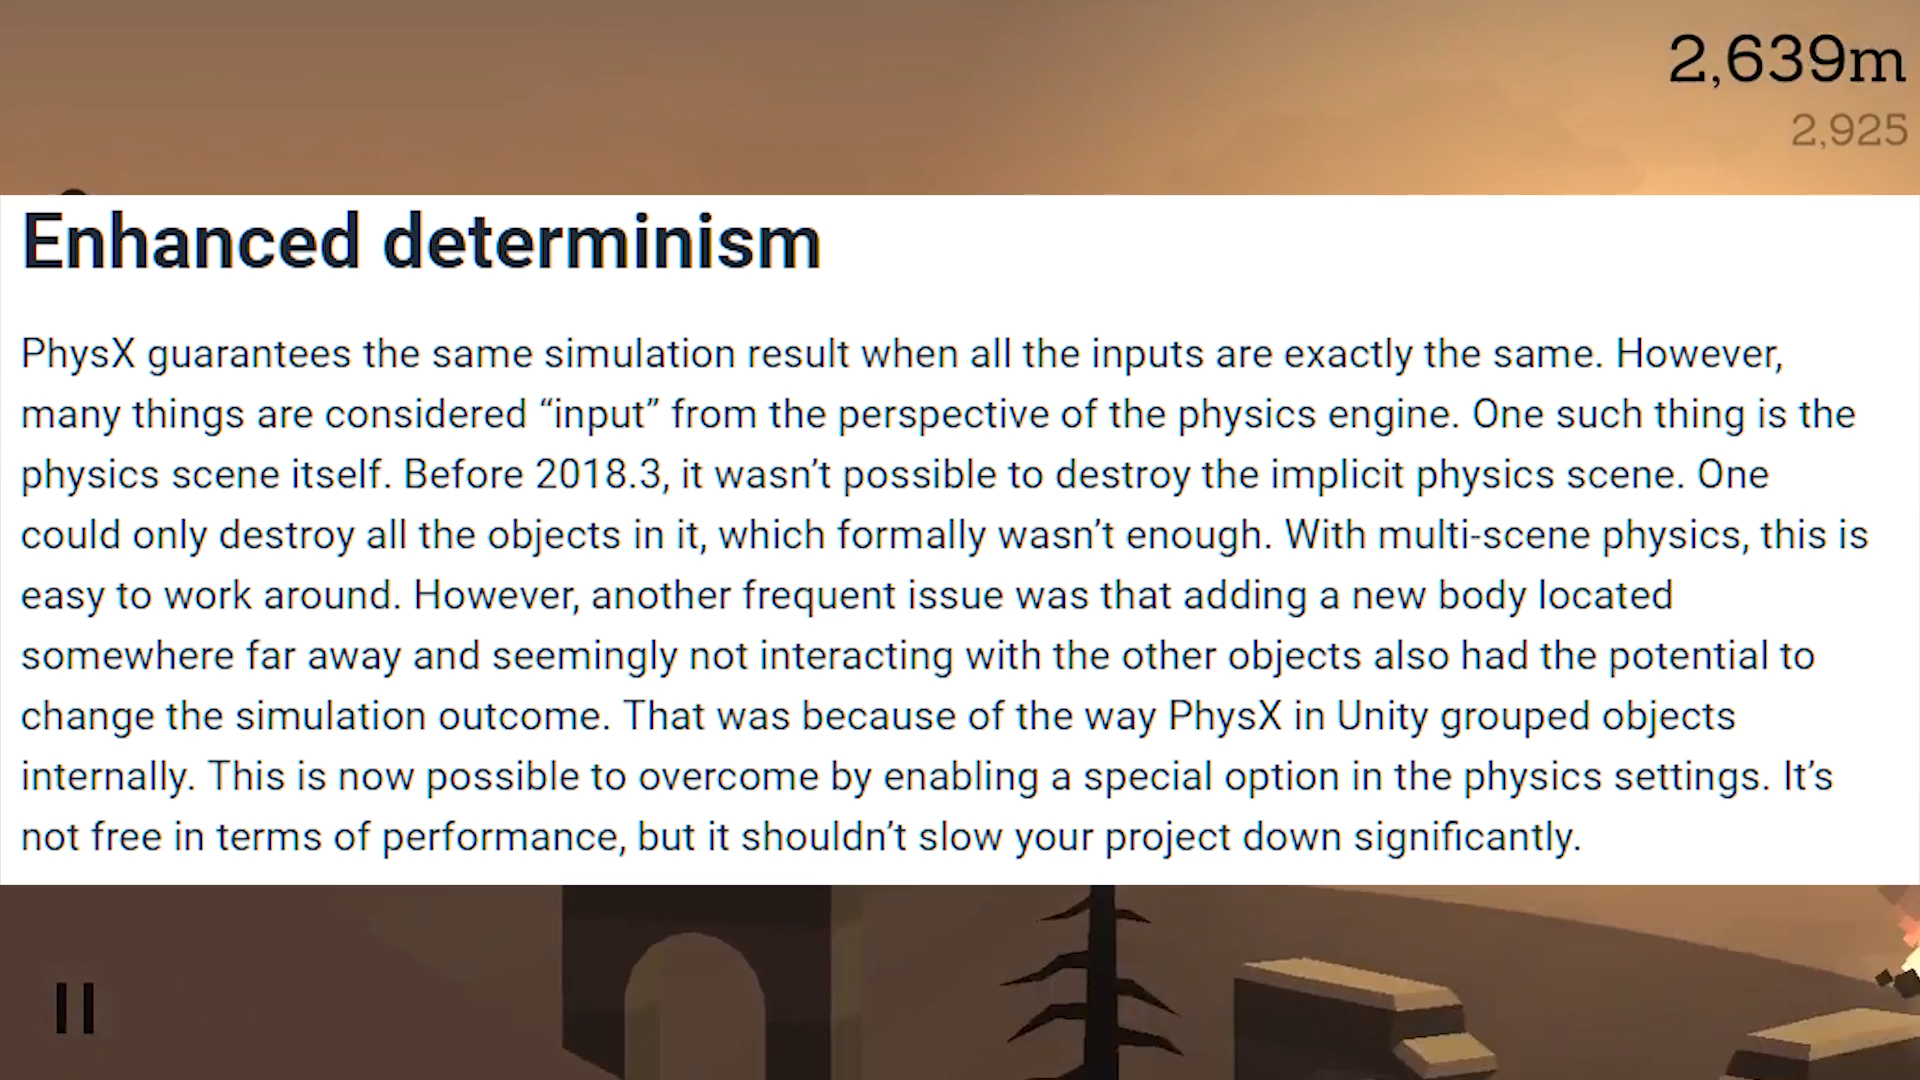 2,639m
2,925
Enhanced determinism
PhysX guarantees the same simulation result when all the inputs are exactly the same. However,
many things are considered “input” from the perspective of the physics engine. One such thing is the
physics scene itself. Before 2018.3, it wasn’t possible to destroy the implicit physics scene. One
could only destroy all the objects in it, which formally wasn’t enough. With multi-scene physics, this is
easy to work around. However, another frequent issue was that adding a new body located
somewhere far away and seemingly not interacting with the other objects also had the potential to
change the simulation outcome. That was because of the way PhysX in Unity grouped objects
internally. This is now possible to overcome by enabling a special option in the physics settings. It’s
not free in terms of performance, but it shouldn’t slow your project down significantly.